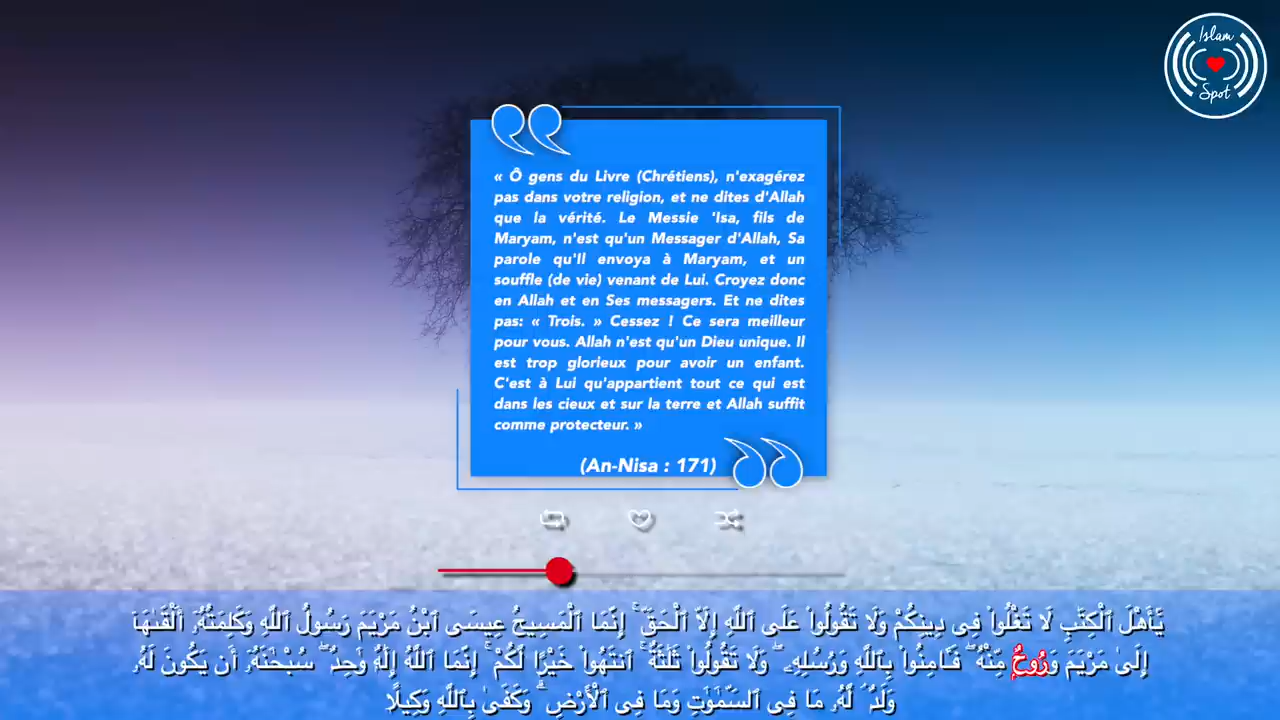 Islam
Spot
« Ô gens du Livre (Chrétiens), n'exagérez
pas dans votre religion, et ne dites d'Allah
que la vérité. Le Messie 'Isa, fils de
Maryam, n'est qu'un Messager d'Allah, Sa
parole qu'Il envoya à Maryam, et un
souffle (de vie) venant de Lui. Croyez donc
en Allah et en Ses messagers. Et ne dites
pas: « Trois. » Cessez ! Ce sera meilleur
pour vous. Allah n'est qu'un Dieu unique. Il
est trop glorieux pour avoir un enfant.
C'est à Lui qu'appartient tout ce qui est
dans les cieux et sur la terre et Allah suffit
comme protecteur. »
(An-Nisa : 171)
يَٰٓأَهْلَ ٱلْكِتَٰبِ لَا تَغْلُوا۟ فِى دِينِكُمْ وَلَا تَقُولُوا۟ عَلَى ٱللَّهِ إِلَّا ٱلْحَقَّ ۚ إِنَّمَا ٱلْمَسِيحُ عِيسَى ٱبْنُ مَرْيَمَ رَسُولُ ٱللَّهِ وَكَلِمَتُهُۥٓ أَلْقَىٰهَآ
إِلَىٰ مَرْيَمَ وَرُوحٌ مِّنْهُ ۖ فَـَٔامِنُوا۟ بِٱللَّهِ وَرُسُلِهِۦ ۖ وَلَا تَقُولُوا۟ ثَلَٰثَةٌ ۚ ٱنتَهُوا۟ خَيْرًا لَّكُمْ ۚ إِنَّمَا ٱللَّهُ إِلَٰهٌ وَٰحِدٌ ۖ سُبْحَٰنَهُۥٓ أَن يَكُونَ لَهُۥ
وَلَدٌ ۘ لَّهُۥ مَا فِى ٱلسَّمَٰوَٰتِ وَمَا فِى ٱلْأَرْضِ ۗ وَكَفَىٰ بِٱللَّهِ وَكِيلًا